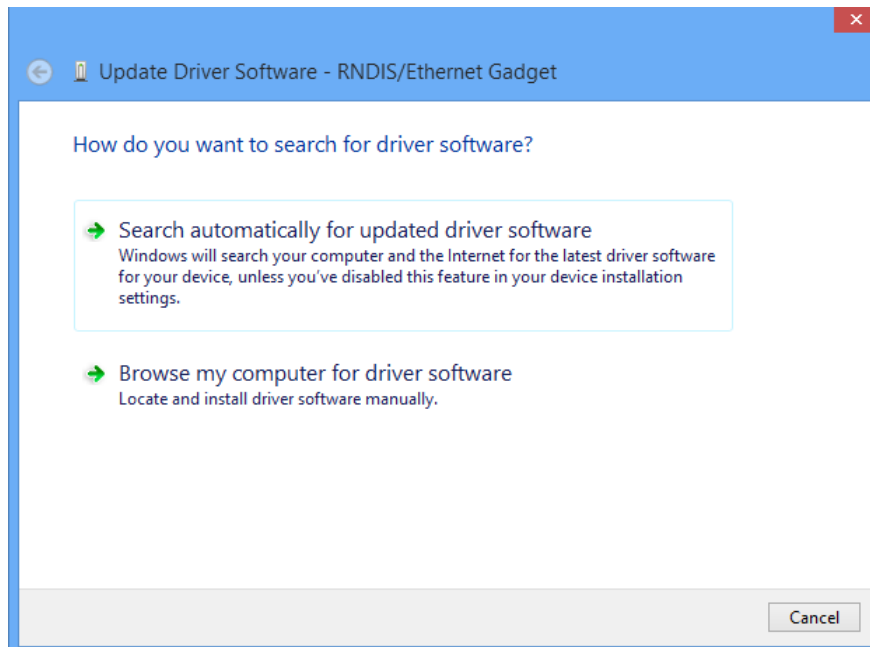 Update Driver Software - RNDIS/Ethernet Gadget
How do you want to search for driver software?
Search automatically for updated driver software
Windows will search your computer and the Internet for the latest driver software
for your device, unless you've disabled this feature in your device installation
settings.
Browse my computer for driver software
Locate and install driver software manually.
Cancel